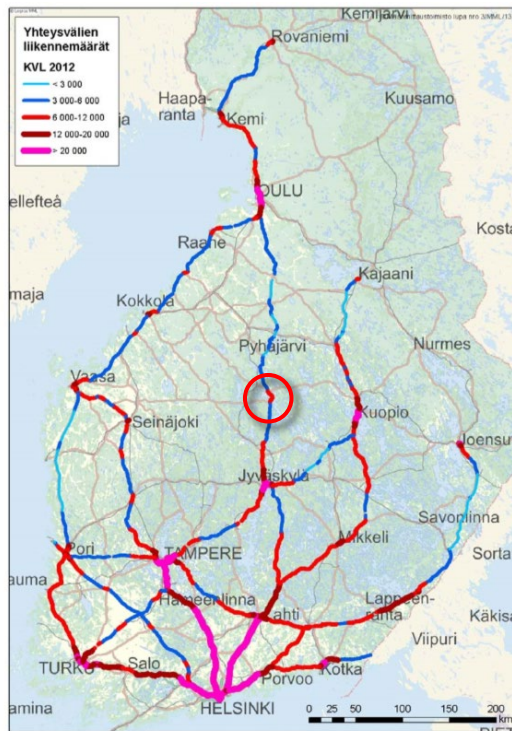 Yhteysvälien
liikennemäärät
KVL 2012
< 3 000
3 000-6 000
6 000-12 000
12 000-20 000
> 20 000
Kemijärvi
Rovaniemi
Haapa-
ranta
Kemi
Kuusamo
OULU
ellefteå
Raahe
Kosta
maja
Kajaani
Kokkola
Pyhäjärvi
Nurmes
Vaasa
Seinäjoki
Kuopio
Joensuu
Jyväskylä
Savonlinna
Mikkeli
Pori
TAMPERE
Sorta
auma
Hämeenlinna
Lahti
Lappeen-
ranta
Käkisa
Viipuri
TURKU
Salo
Porvoo
Kotka
amina
HELSINKI
0 25 50 100 150 200
km